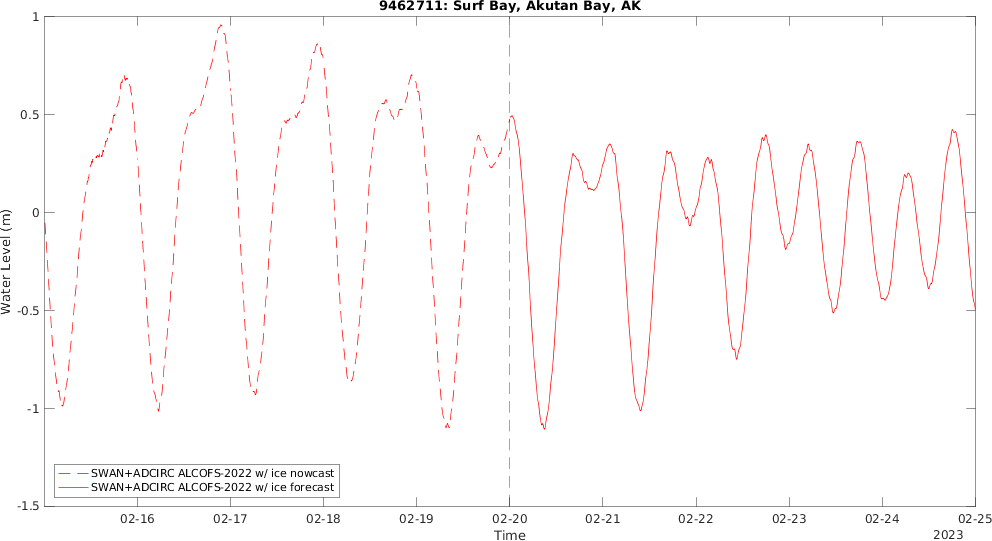 9462711: Surf Bay, Akutan Bay, AK
1
0.5
0
-0.5
-1
-1.5
Water Level (m)
SWAN+ADCIRC ALCOFS-2022 w/ ice nowcast
SWAN+ADCIRC ALCOFS-2022 w/ ice forecast
02-16 02-17 02-18 02-19 02-20 02-21 02-22 02-23 02-24 02-25
Time
2023